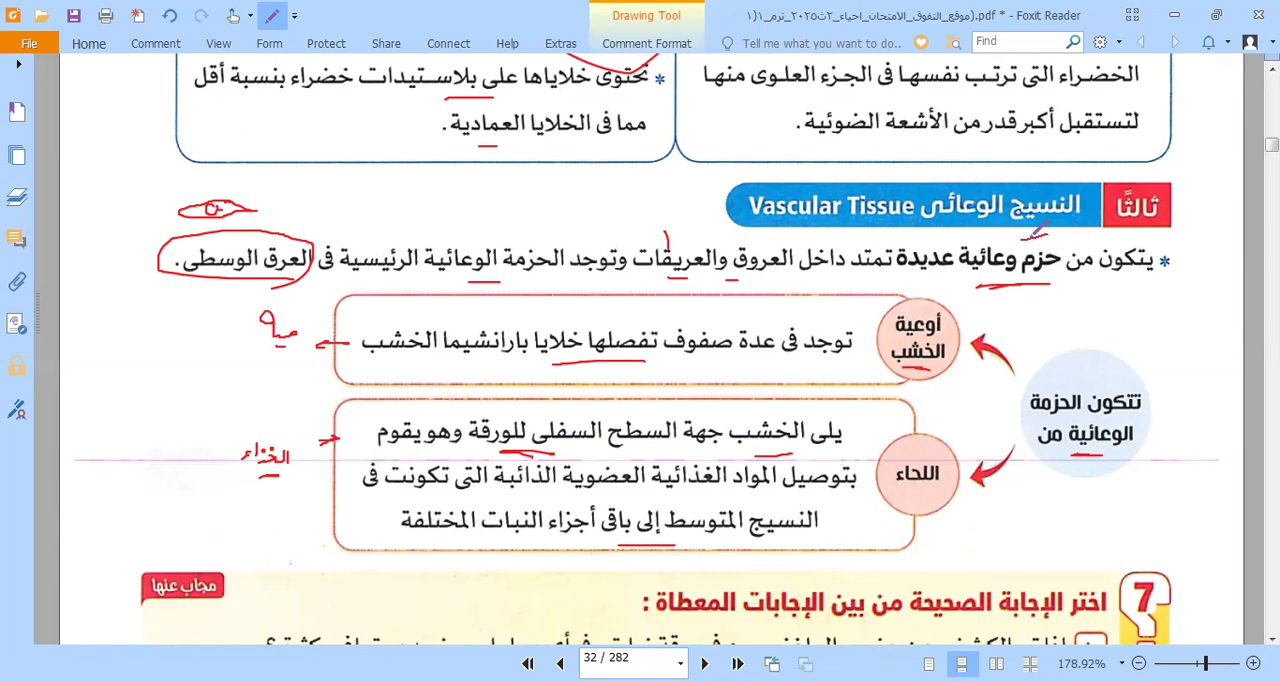 Drawing Tool
(موقع_التفوق_الامتحان_احياء_٢ث٢٠٢٥_ترم_١(١.pdf * - Foxit Reader
File Home Comment View Form Protect Share Connect Help Extras Comment Format Tell me what you want to do.. Find
الخضراء التى ترتب نفسها فى الجزء العلوى منها
لتستقبل أكبر قدر من الأشعة الضوئية.
* تحتوى خلاياها على بلاستيدات خضراء بنسبة أقل
مما فى الخلايا العمادية.
ثالثًا النسيج الوعائى Vascular Tissue
* يتكون من حزم وعائية عديدة تمتد داخل العروق والعريقات وتوجد الحزمة الوعائية الرئيسية فى العرق الوسطى.
تتكون الحزمة
الوعائية من
أوعية
الخشب
توجد فى عدة صفوف تفصلها خلايا بارانشيما الخشب
ميه
اللحاء
يلى الخشب جهة السطح السفلى للورقة وهو يقوم
بتوصيل المواد الغذائية العضوية الذائبة التى تكونت فى
النسيج المتوسط إلى باقى أجزاء النبات المختلفة
الغذاء
7 اختر الإجابة الصحيحة من بين الإجابات المعطاة :
مجاب عنها
32 / 282
178.92%